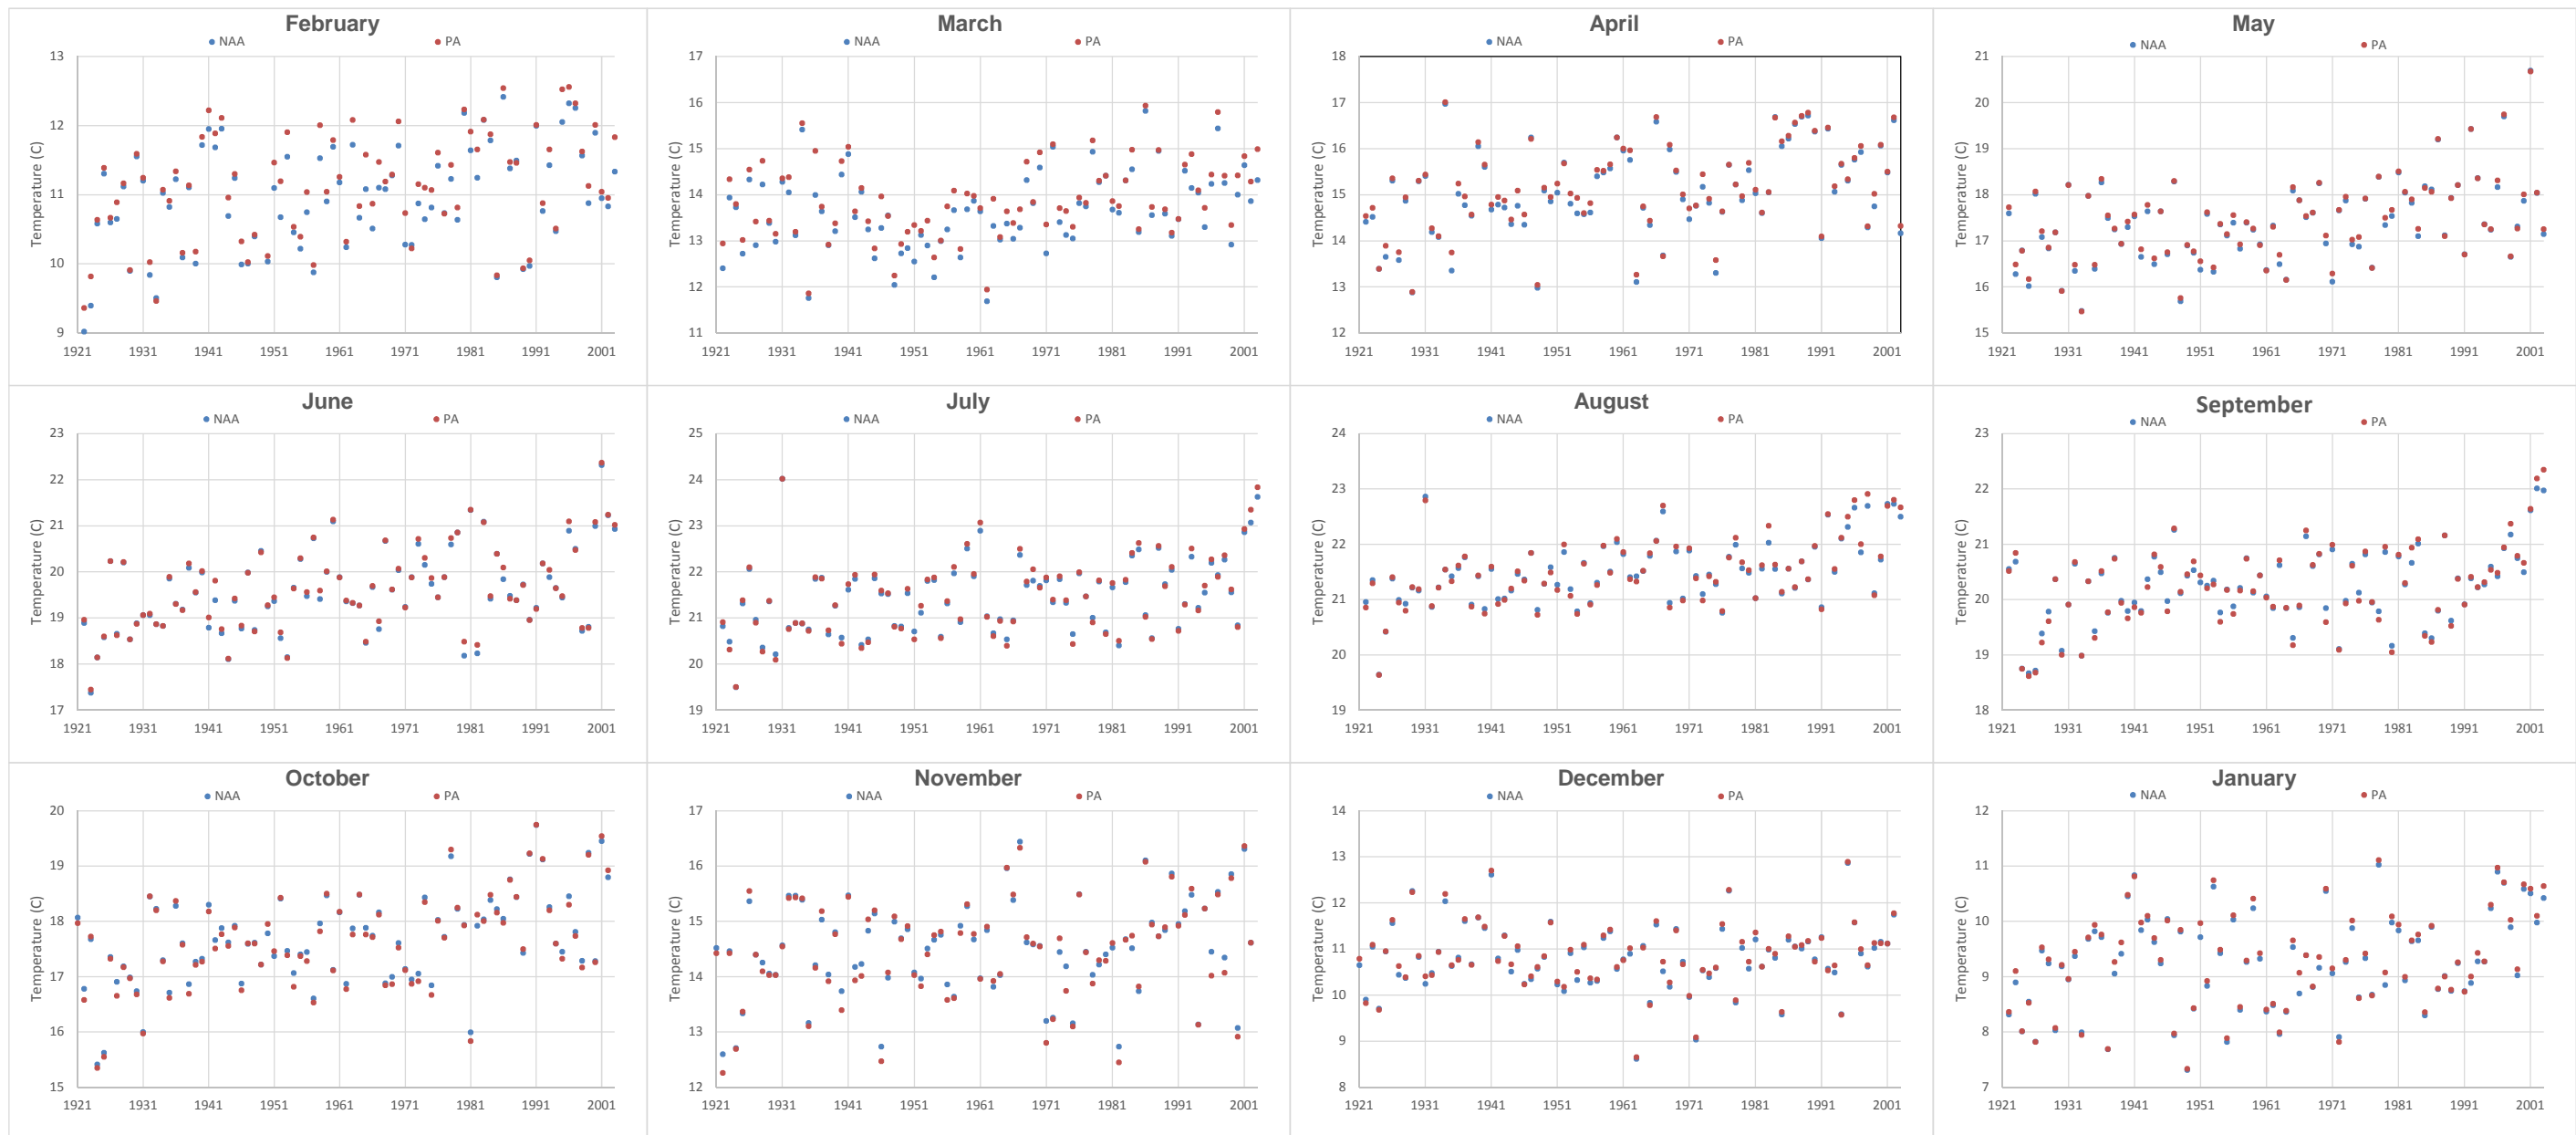 February
NAA PA
Temperature (C)
13
12
11
10
9
1921 1931 1941 1951 1961 1971 1981 1991 2001
March
NAA PA
Temperature (C)
17
16
15
14
13
12
11
1921 1931 1941 1951 1961 1971 1981 1991 2001
April
NAA PA
Temperature (C)
18
17
16
15
14
13
12
1921 1931 1941 1951 1961 1971 1981 1991 2001
May
NAA PA
Temperature (C)
21
20
19
18
17
16
15
1921 1931 1941 1951 1961 1971 1981 1991 2001
June
NAA PA
Temperature (C)
23
22
21
20
19
18
17
1921 1931 1941 1951 1961 1971 1981 1991 2001
July
NAA PA
Temperature (C)
25
24
23
22
21
20
19
1921 1931 1941 1951 1961 1971 1981 1991 2001
August
NAA PA
Temperature (C)
24
23
22
21
20
19
1921 1931 1941 1951 1961 1971 1981 1991 2001
September
NAA PA
Temperature (C)
23
22
21
20
19
18
1921 1931 1941 1951 1961 1971 1981 1991 2001
October
NAA PA
Temperature (C)
20
19
18
17
16
15
1921 1931 1941 1951 1961 1971 1981 1991 2001
November
NAA PA
Temperature (C)
17
16
15
14
13
12
1921 1931 1941 1951 1961 1971 1981 1991 2001
December
NAA PA
Temperature (C)
14
13
12
11
10
9
8
1921 1931 1941 1951 1961 1971 1981 1991 2001
January
NAA PA
Temperature (C)
12
11
10
9
8
7
1921 1931 1941 1951 1961 1971 1981 1991 2001